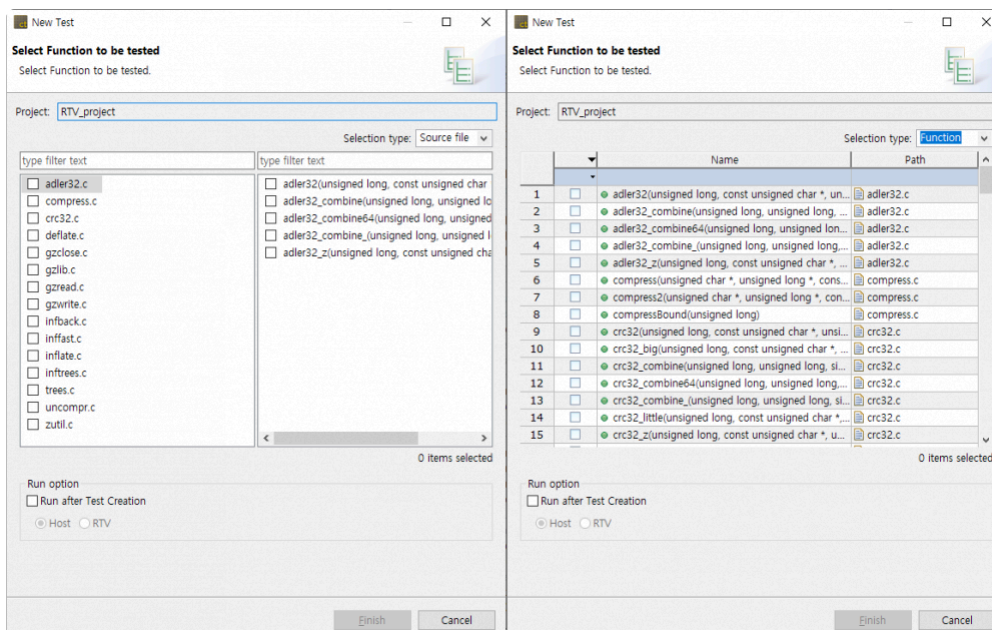 New Test
Select Function to be tested
Select Function to be tested.
Project: RTV_project
Selection type: Source file
type filter text
type filter text
adler32.c
compress.c
crc32.c
deflate.c
gzclose.c
gzlib.c
gzread.c
gzwrite.c
infback.c
inffast.c
inflate.c
inftrees.c
trees.c
uncompr.c
zutil.c
adler32(unsigned long, const unsigned char
adler32_combine(unsigned long, unsigned lo
adler32_combine64(unsigned long, unsigned
adler32_combine_(unsigned long, unsigned l
adler32_z(unsigned long, const unsigned cha
0 items selected
Run option
Run after Test Creation
Host RTV
Finish Cancel
New Test
Select Function to be tested
Select Function to be tested.
Project: RTV_project
Selection type: Function
Name Path
1 adler32(unsigned long, const unsigned char *, un... adler32.c
2 adler32_combine(unsigned long, unsigned long, ... adler32.c
3 adler32_combine64(unsigned long, unsigned lon... adler32.c
4 adler32_combine_(unsigned long, unsigned long,... adler32.c
5 adler32_z(unsigned long, const unsigned char *, ... adler32.c
6 compress(unsigned char *, unsigned long *, cons... compress.c
7 compress2(unsigned char *, unsigned long *, con... compress.c
8 compressBound(unsigned long) compress.c
9 crc32(unsigned long, const unsigned char *, unsi... crc32.c
10 crc32_big(unsigned long, const unsigned char *, ... crc32.c
11 crc32_combine(unsigned long, unsigned long, si... crc32.c
12 crc32_combine64(unsigned long, unsigned long,... crc32.c
13 crc32_combine_(unsigned long, unsigned long, si... crc32.c
14 crc32_little(unsigned long, const unsigned char *,... crc32.c
15 crc32_z(unsigned long, const unsigned char *, u... crc32.c
0 items selected
Run option
Run after Test Creation
Host RTV
Finish Cancel